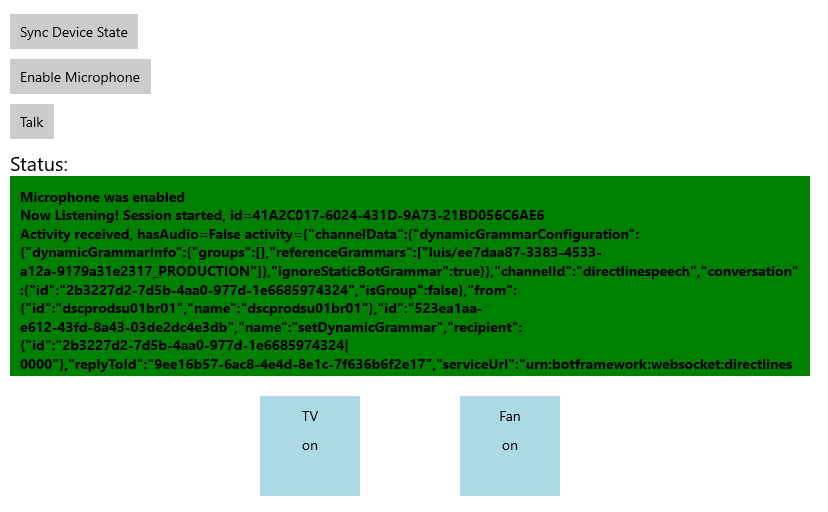 Sync Device State
Enable Microphone
Talk
Status:
Microphone was enabled
Now Listening! Session started, id=41A2C017-6024-431D-9A73-21BD056C6AE6
Activity received, hasAudio=False activity={"channelData":{"dynamicGrammarConfiguration":
{"dynamicGrammarInfo":{"groups":[],"referenceGrammars":["luis/ee7daa87-3383-4533-
a12a-9179a31e2317_PRODUCTION"]},"ignoreStaticBotGrammar":true}},"channelId":"directlinespeech","conversation"
:{"id":"2b3227d2-7d5b-4aa0-977d-1e6685974324","isGroup":false},"from":
{"id":"dscprodsu01br01","name":"dscprodsu01br01"},"id":"523ea1aa-
e612-43fd-8a43-03de2dc4e3db","name":"setDynamicGrammar","recipient":
{"id":"2b3227d2-7d5b-4aa0-977d-1e6685974324|
0000"},"replyToId":"9ee16b57-6ac8-4e4d-8e1c-7f636b6f2e17","serviceUrl":"urn:botframework:websocket:directlines
TV
Fan
on
on